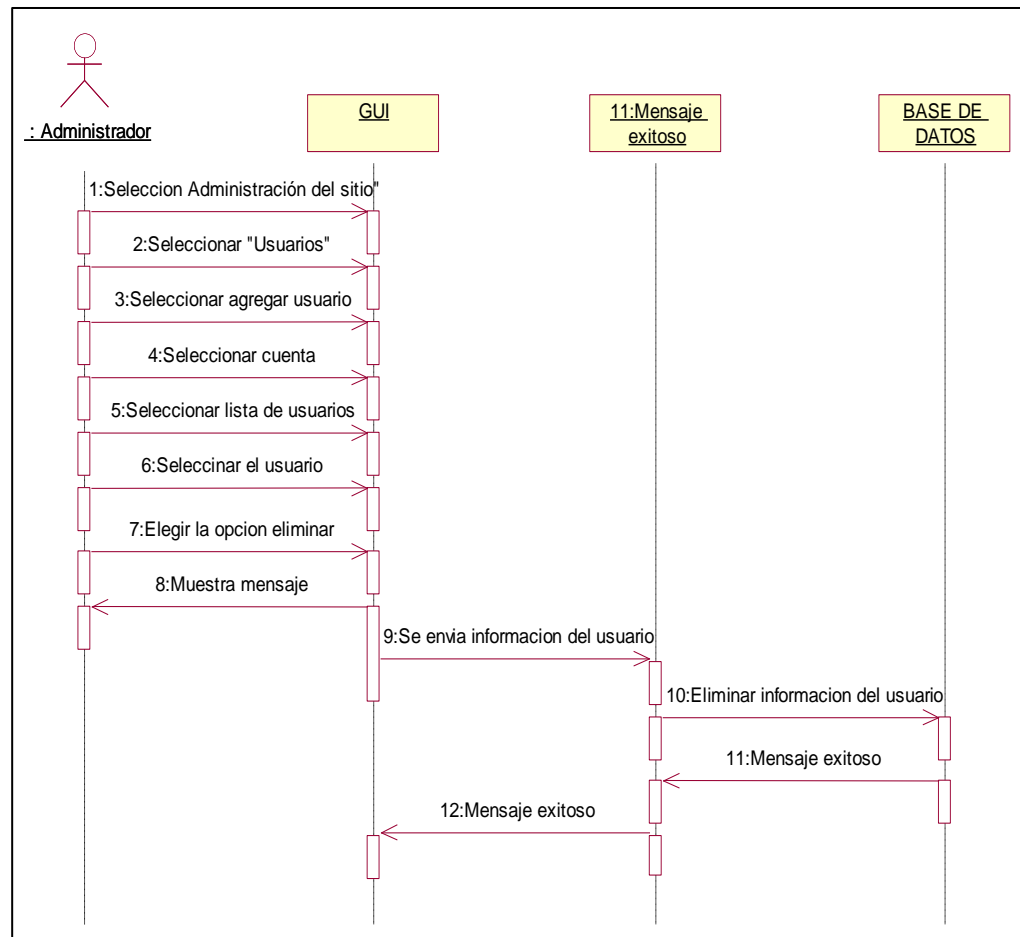 : Administrador
GUI
11:Mensaje
exitoso
BASE DE
DATOS
1:Seleccion Administración del sitio"
2:Seleccionar "Usuarios"
3:Seleccionar agregar usuario
4:Seleccionar cuenta
5:Seleccionar lista de usuarios
6:Seleccinar el usuario
7:Elegir la opcion eliminar
8:Muestra mensaje
9:Se envia informacion del usuario
10:Eliminar informacion del usuario
11:Mensaje exitoso
12:Mensaje exitoso